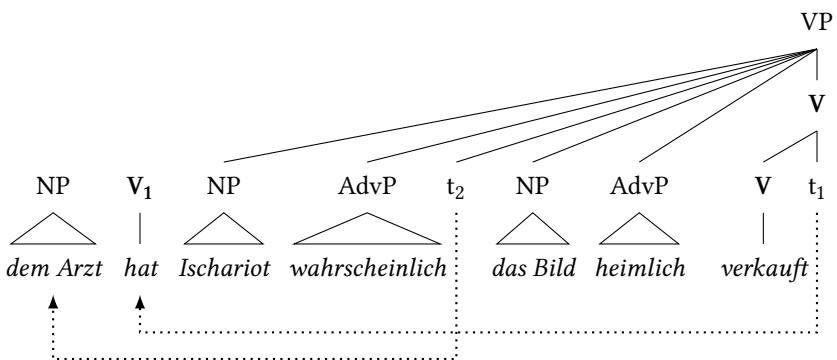 VP
V
NP V₁ NP AdvP t₂ NP AdvP V t₁
dem Arzt hat Ischariot wahrscheinlich das Bild heimlich verkauft